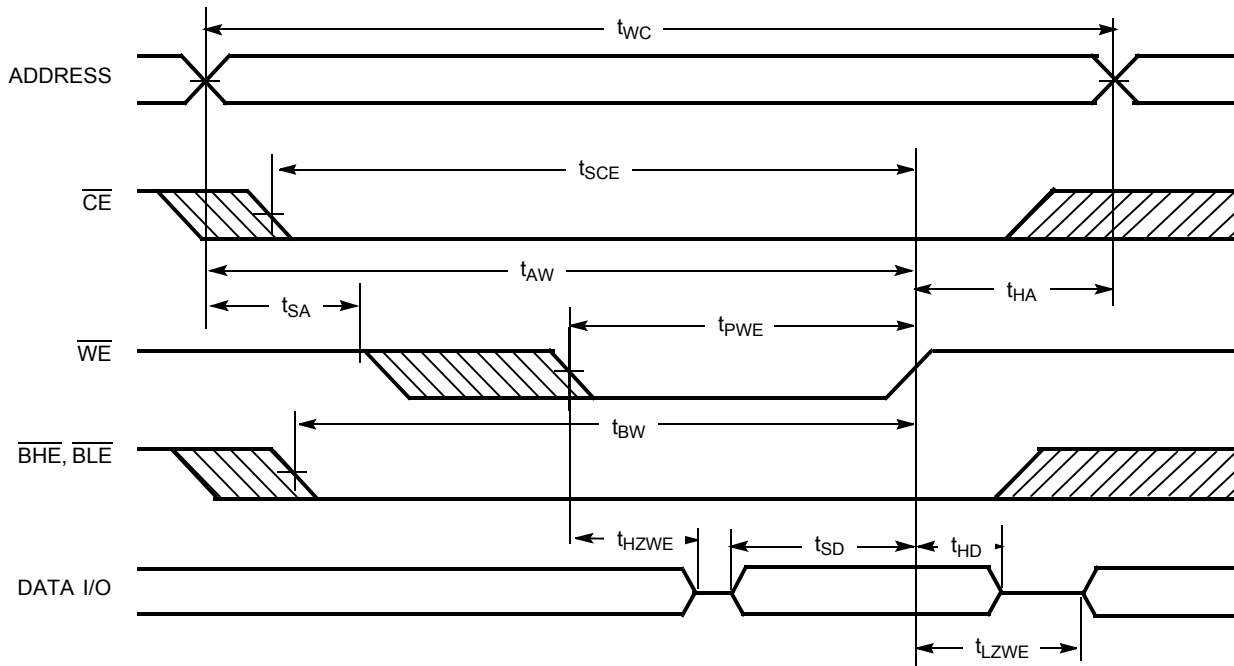 tWC
ADDRESS
tSCE
CE
tAW
tSA
tHA
tPWE
WE
tBW
BHE, BLE
tHZWE
tSD
tHD
DATA I/O
tLZWE